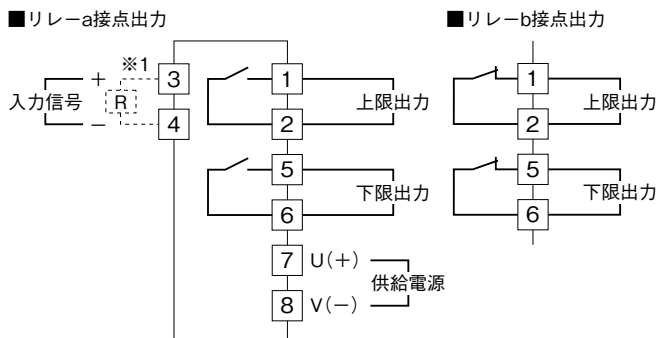 ■リレーa接点出力
※1
入力信号
+
R
−
3
4
1
2
上限出力
5
6
下限出力
7 U(+)
8 V(−)
供給電源
■リレーb接点出力
1
2
上限出力
5
6
下限出力